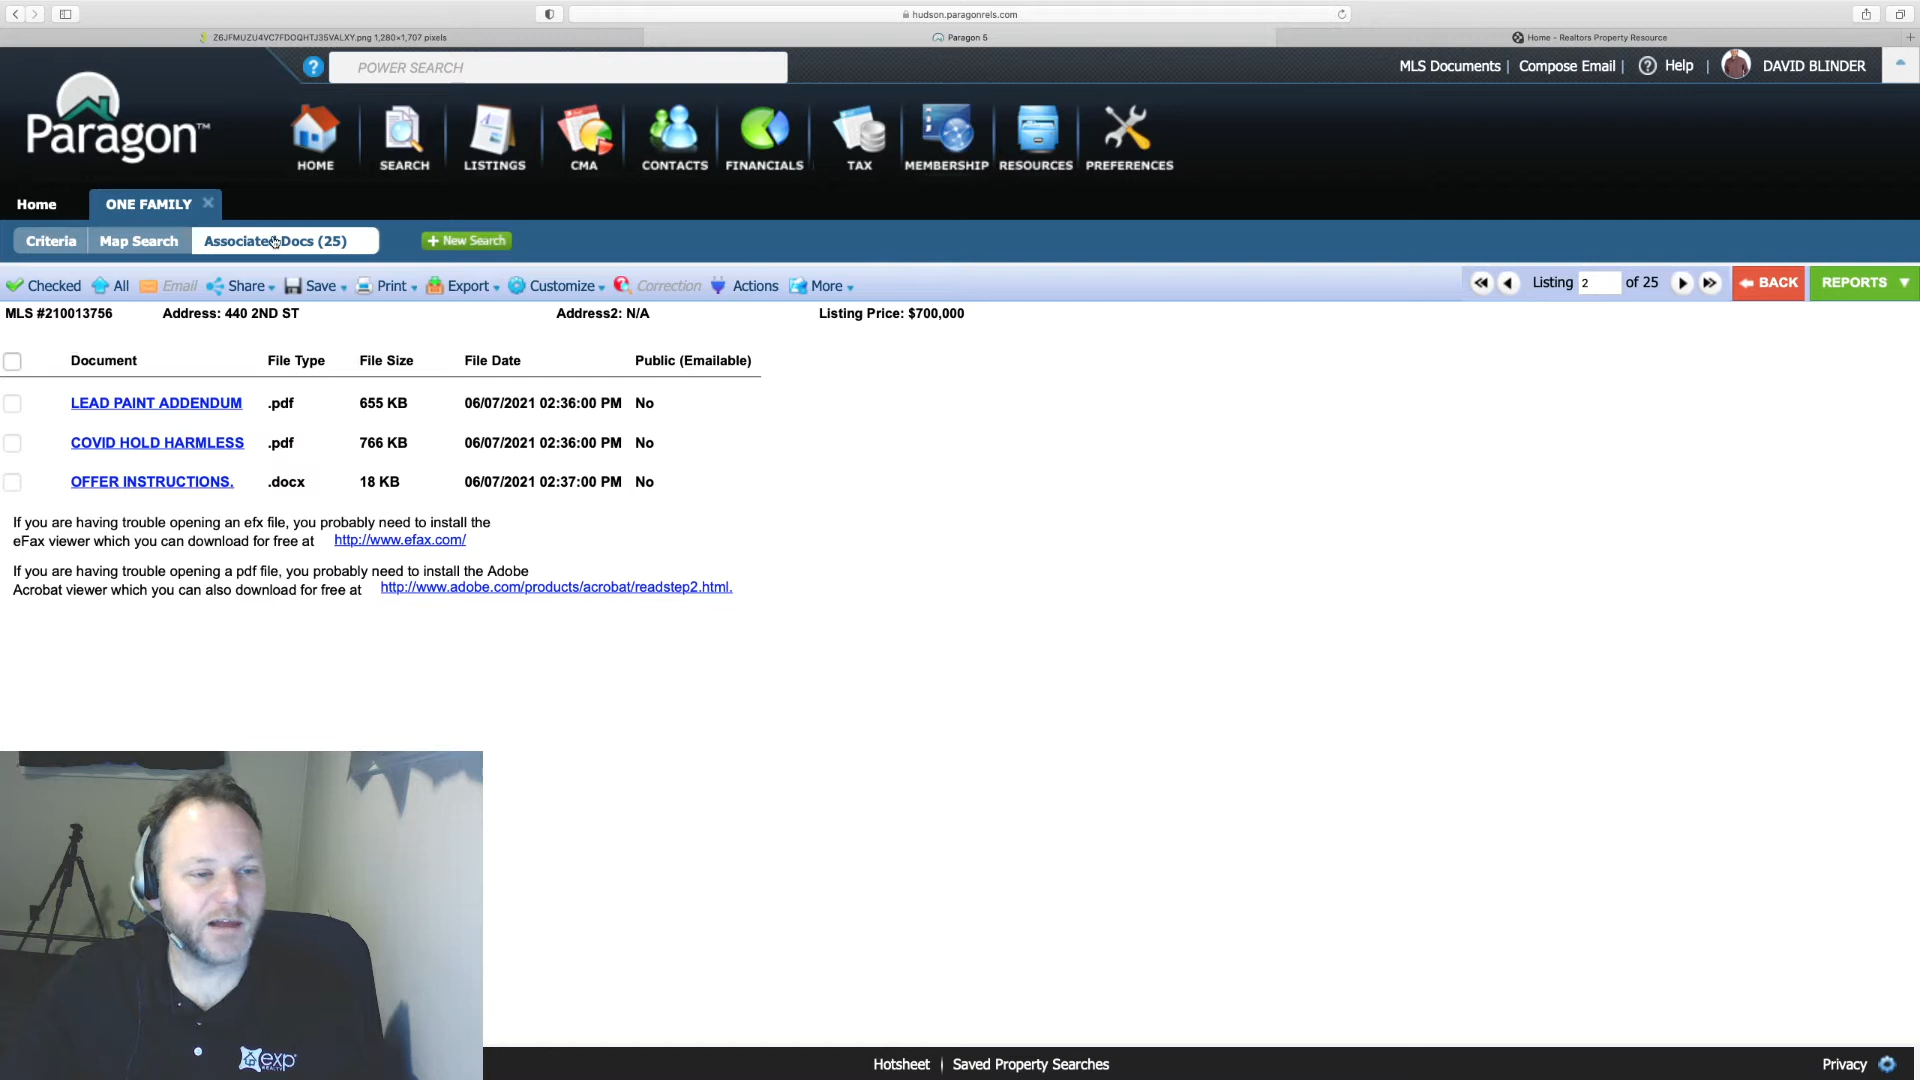 Z6JFMUZU4VC7FDOQHTJ35VALXY.png 1,280×1,707 pixels
hudson.paragonrels.com
Paragon 5
Home - Realtors Property Resource
Paragon™
POWER SEARCH
MLS Documents | Compose Email | Help | DAVID BLINDER
HOME SEARCH LISTINGS CMA CONTACTS FINANCIALS TAX MEMBERSHIP RESOURCES PREFERENCES
Home ONE FAMILY
Criteria Map Search Associated Docs (25) + New Search
Checked All Email Share Save Print Export Customize Correction Actions More Listing 2 of 25 BACK REPORTS
MLS #210013756 Address: 440 2ND ST Address2: N/A Listing Price: $700,000
Document File Type File Size File Date Public (Emailable)
LEAD PAINT ADDENDUM .pdf 655 KB 06/07/2021 02:36:00 PM No
COVID HOLD HARMLESS .pdf 766 KB 06/07/2021 02:36:00 PM No
OFFER INSTRUCTIONS. .docx 18 KB 06/07/2021 02:37:00 PM No
If you are having trouble opening an efx file, you probably need to install the
eFax viewer which you can download for free at http://www.efax.com/
If you are having trouble opening a pdf file, you probably need to install the Adobe
Acrobat viewer which you can also download for free at http://www.adobe.com/products/acrobat/readstep2.html.
exp
REALTY
Hotsheet | Saved Property Searches
Privacy